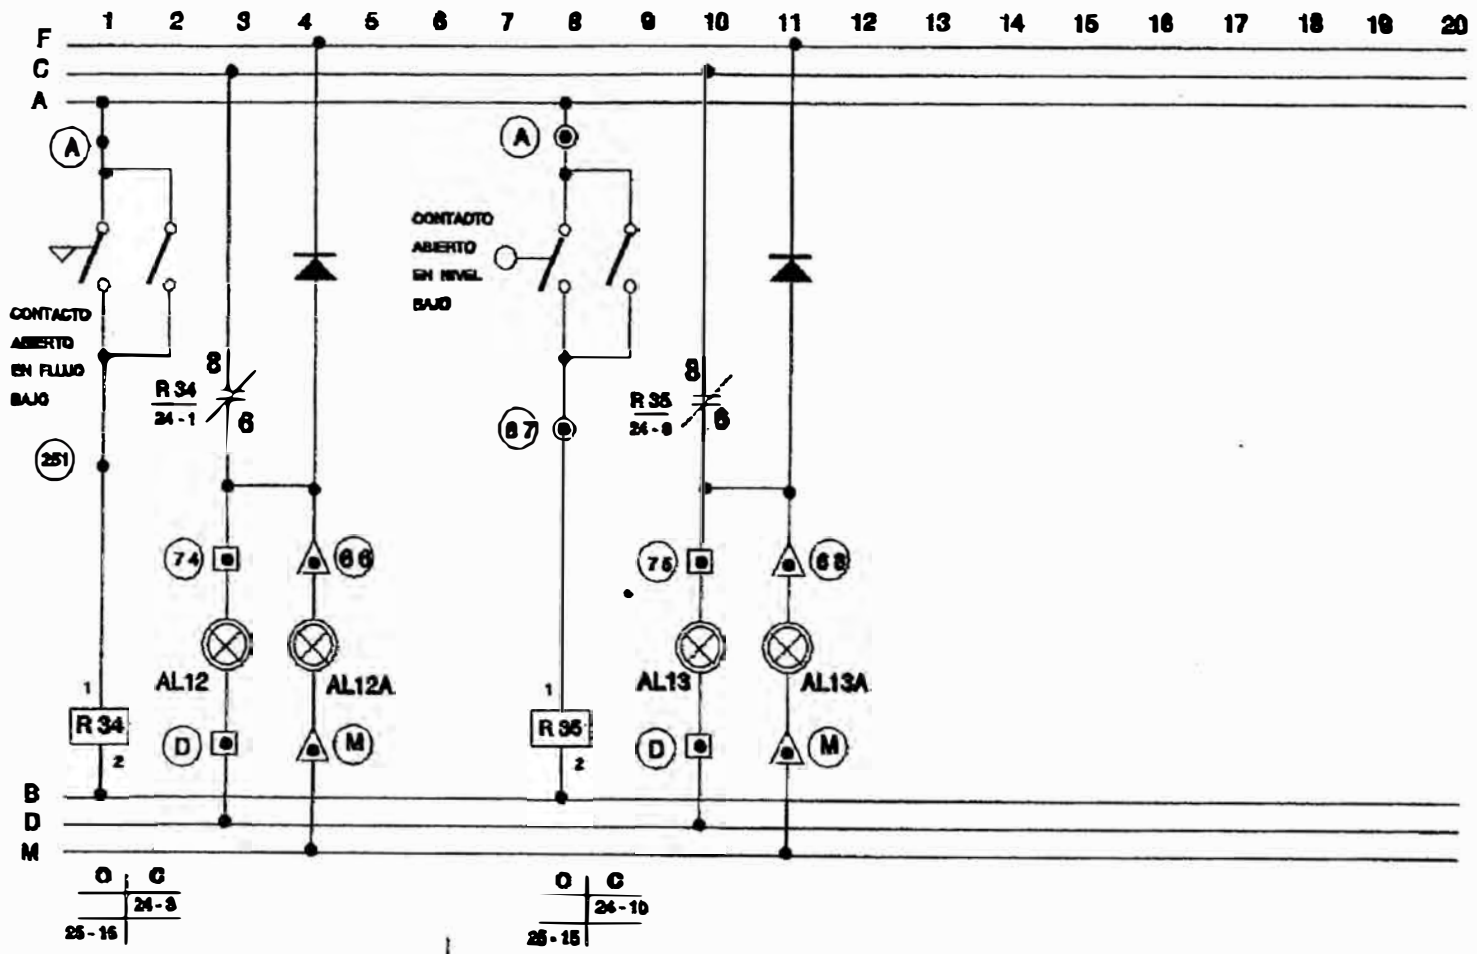 1 2 3 4 5 6 7 8 9 10 11 12 13 14 15 16 17 18 19 20
F
C
A
A
A
CONTACTO
ABIERTO
EN NIVEL
BAJO
CONTACTO
ABIERTO
EN FLUJO
BAJO
8
R 34
24-1
6
8
R 35
24-8
6
251
67
74
66
75
68
AL12
AL12A
AL13
AL13A
1
R 34
2
D
M
1
R 35
2
D
M
B
D
M
O C
24-3
25-16
O C
24-10
25-15